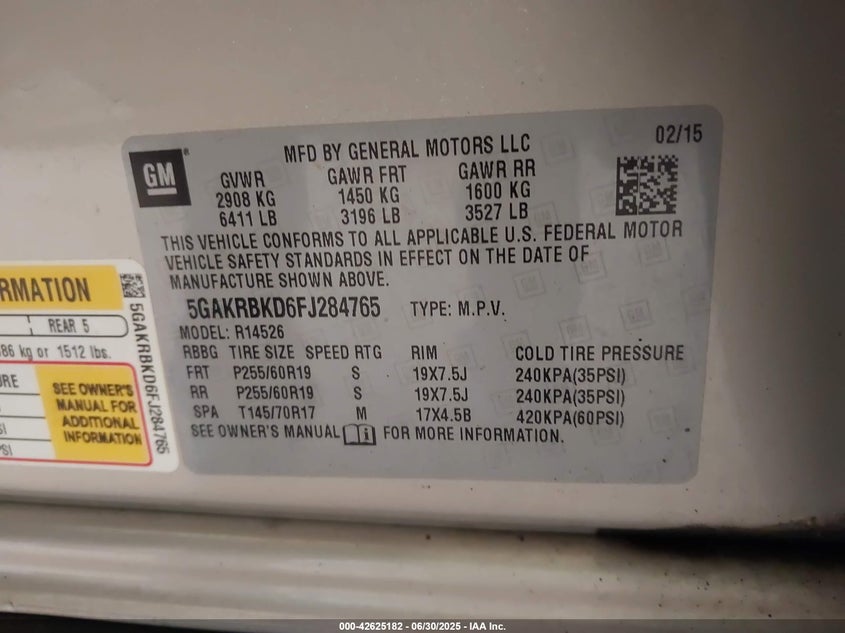 GM
MFD BY GENERAL MOTORS LLC
02/15
GVWR GAWR FRT GAWR RR
2908 KG 1450 KG 1600 KG
6411 LB 3196 LB 3527 LB
THIS VEHICLE CONFORMS TO ALL APPLICABLE U.S. FEDERAL MOTOR
VEHICLE SAFETY STANDARDS IN EFFECT ON THE DATE OF
MANUFACTURE SHOWN ABOVE.
5GAKRBKD6FJ284765 TYPE: M.P.V.
MODEL: R14526
RBBG TIRE SIZE SPEED RTG RIM COLD TIRE PRESSURE
FRT P255/60R19 S 19X7.5J 240KPA(35PSI)
RR P255/60R19 S 19X7.5J 240KPA(35PSI)
SPA T145/70R17 M 17X4.5B 420KPA(60PSI)
SEE OWNER'S MANUAL FOR MORE INFORMATION.
RMATION
REAR 5
86 kg or 1512 lbs.
URE
SEE OWNER'S
MANUAL FOR
ADDITIONAL
INFORMATION
SI
PSI
5GAKRBKD6FJ284765
000-42625182 - 06/30/2025 - IAA Inc.